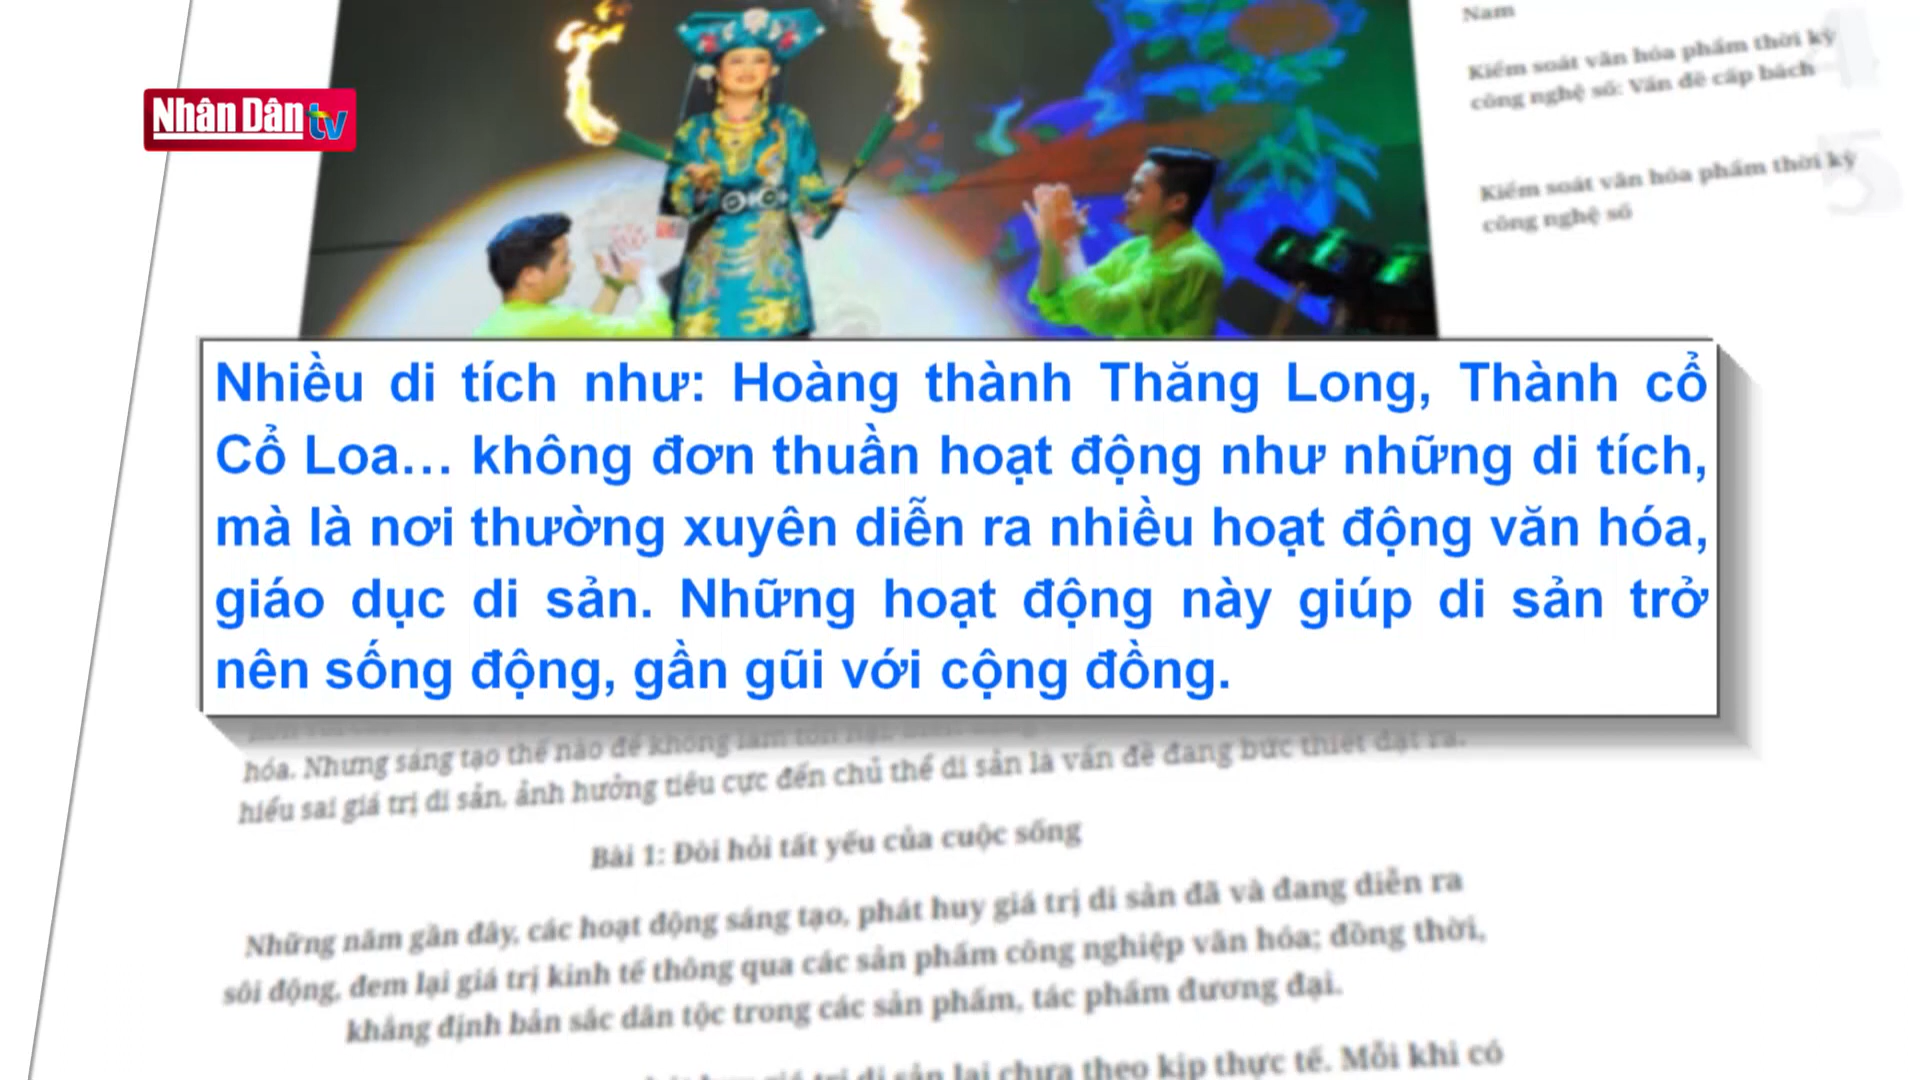 Nam
Kiểm soát văn hóa phẩm thời kỳ
công nghệ số: Vấn đề cấp bách
4
Kiểm soát văn hóa phẩm thời kỳ
công nghệ số
5
Nhân Dân tv
Nhiều di tích như: Hoàng thành Thăng Long, Thành cổ
Cổ Loa... không đơn thuần hoạt động như những di tích,
mà là nơi thường xuyên diễn ra nhiều hoạt động văn hóa,
giáo dục di sản. Những hoạt động này giúp di sản trở
nên sống động, gần gũi với cộng đồng.
hóa. Nhưng sáng tạo thế nào để không làm tổn hại,
hiểu sai giá trị di sản, ảnh hưởng tiêu cực đến chủ thể di sản là vấn đề đang bức thiết đặt ra.
Bài 1: Đòi hỏi tất yếu của cuộc sống
Những năm gần đây, các hoạt động sáng tạo, phát huy giá trị di sản đã và đang diễn ra
sôi động, đem lại giá trị kinh tế thông qua các sản phẩm công nghiệp văn hóa; đồng thời,
khẳng định bản sắc dân tộc trong các sản phẩm, tác phẩm đương đại.
giá trị di sản lại chưa theo kịp thực tế. Mỗi khi có